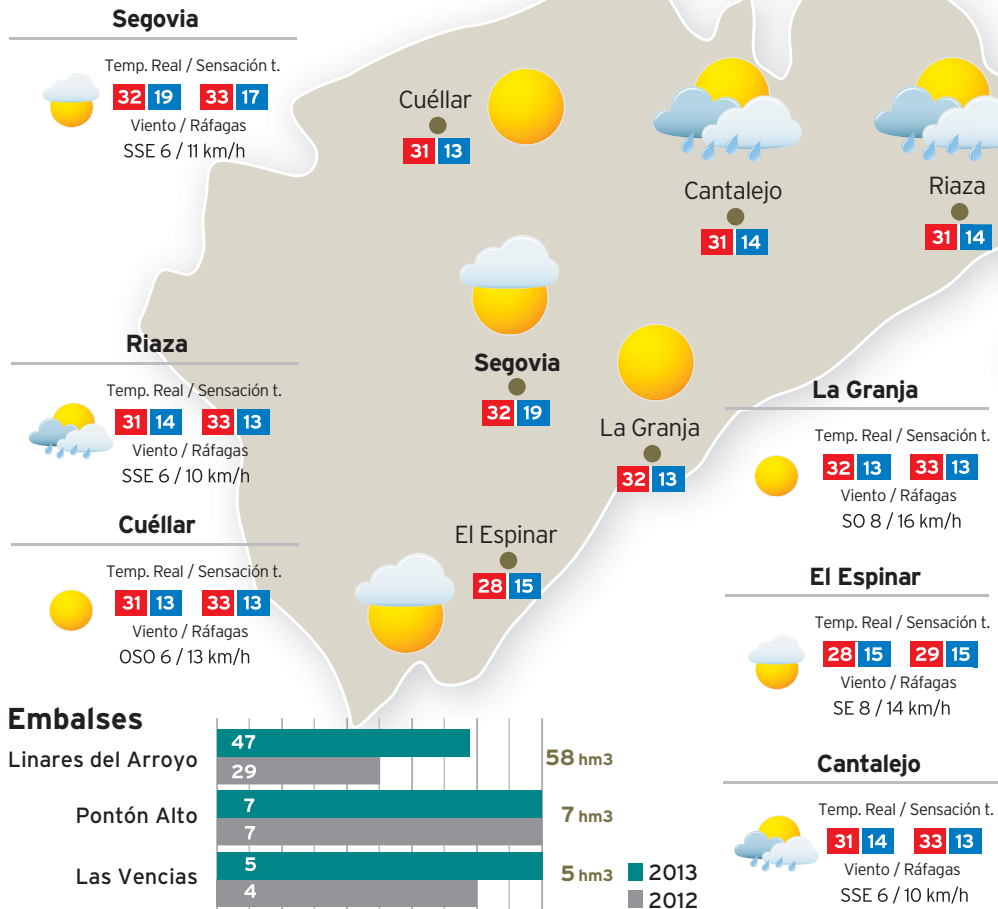 Segovia
Temp. Real / Sensación t.
32 19 33 17
Viento / Ráfagas
SSE 6 / 11 km/h
Cuéllar
31 13
Cantalejo
31 14
Riaza
31 14
Segovia
32 19
La Granja
32 13
El Espinar
28 15
Riaza
Temp. Real / Sensación t.
31 14 33 13
Viento / Ráfagas
SSE 6 / 10 km/h
Cuéllar
Temp. Real / Sensación t.
31 13 33 13
Viento / Ráfagas
OSO 6 / 13 km/h
La Granja
Temp. Real / Sensación t.
32 13 33 13
Viento / Ráfagas
SO 8 / 16 km/h
El Espinar
Temp. Real / Sensación t.
28 15 29 15
Viento / Ráfagas
SE 8 / 14 km/h
Cantalejo
Temp. Real / Sensación t.
31 14 33 13
Viento / Ráfagas
SSE 6 / 10 km/h
Embalses
Linares del Arroyo
47
29
58 hm3
Pontón Alto
7
7
7 hm3
Las Vencias
5
4
5 hm3
2013
2012